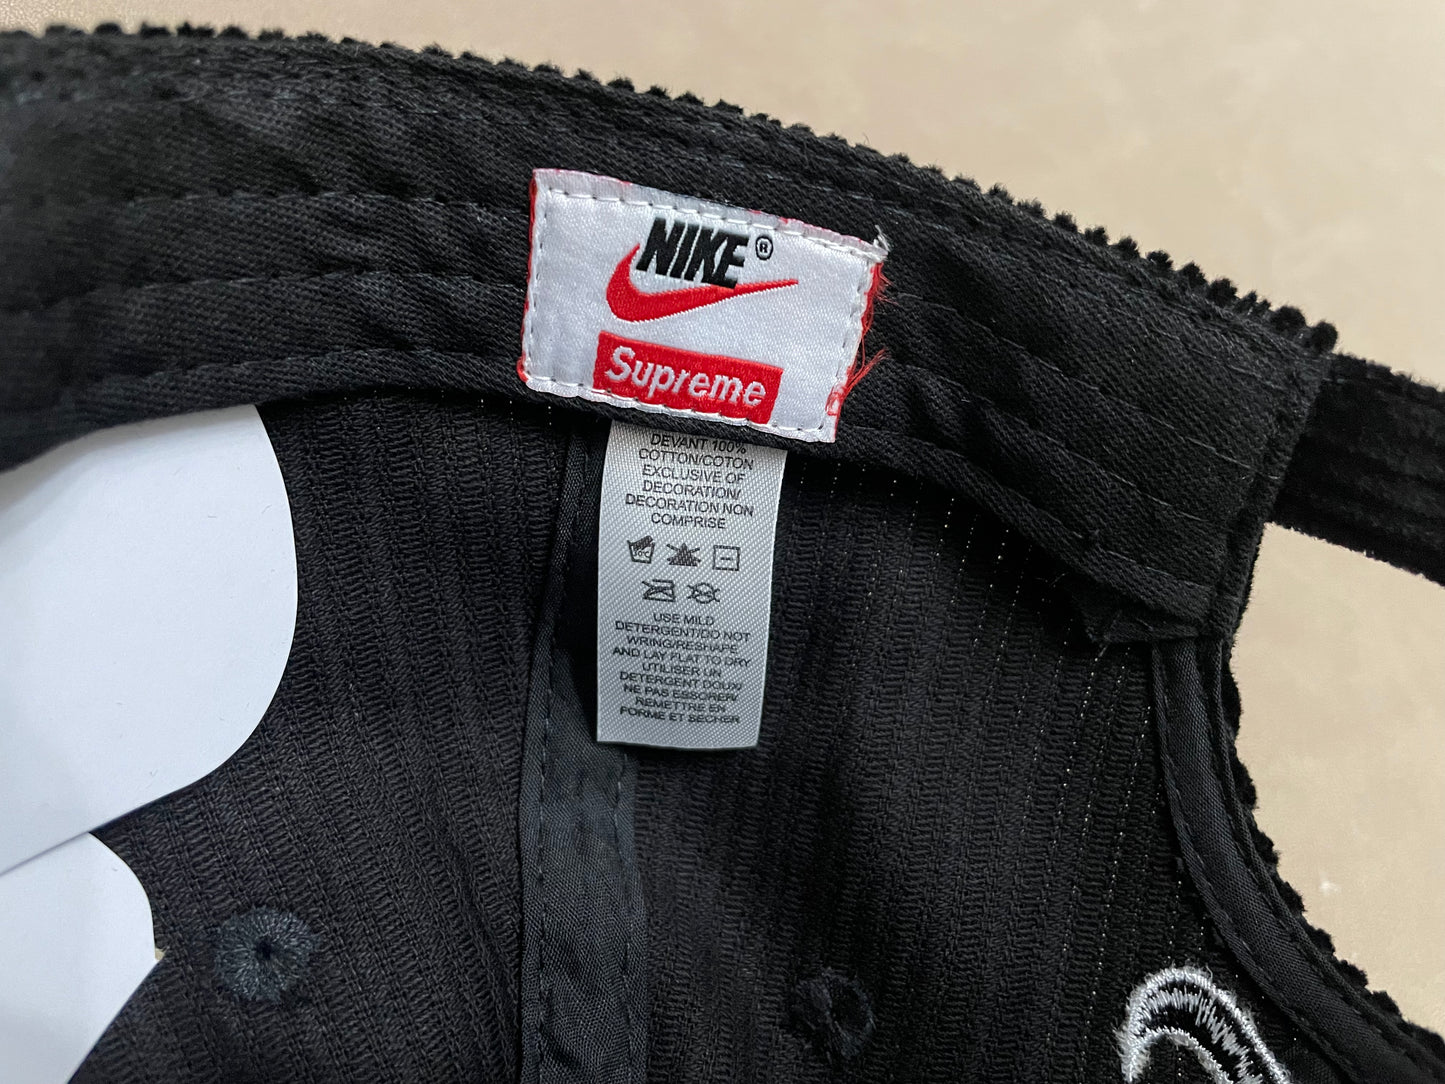 NIKE®
Supreme
DEVANT 100%
COTTON/COTON
EXCLUSIVE OF
DECORATION/
DECORATION NON
COMPRISE
30°C
USE MILD
DETERGENT/DO NOT
WRING/RESHAPE
AND LAY FLAT TO DRY
UTILISER UN
DETERGENT DOUX/
NE PAS ESSORER/
REMETTRE EN
FORME ET SECHER